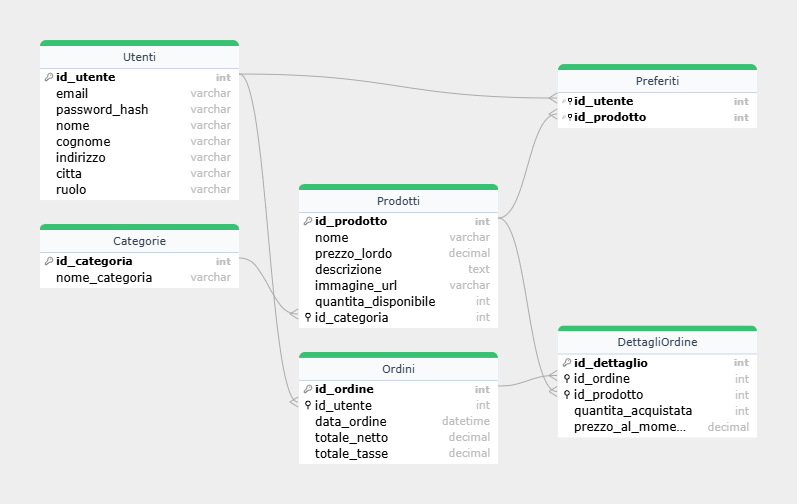 Utenti
id_utente int
email varchar
password_hash varchar
nome varchar
cognome varchar
indirizzo varchar
citta varchar
ruolo varchar
Categorie
id_categoria int
nome_categoria varchar
Prodotti
id_prodotto int
nome varchar
prezzo_lordo decimal
descrizione text
immagine_url varchar
quantita_disponibile int
id_categoria int
Ordini
id_ordine int
id_utente int
data_ordine datetime
totale_netto decimal
totale_tasse decimal
Preferiti
id_utente int
id_prodotto int
DettagliOrdine
id_dettaglio int
id_ordine int
id_prodotto int
quantita_acquistata int
prezzo_al_mome... decimal